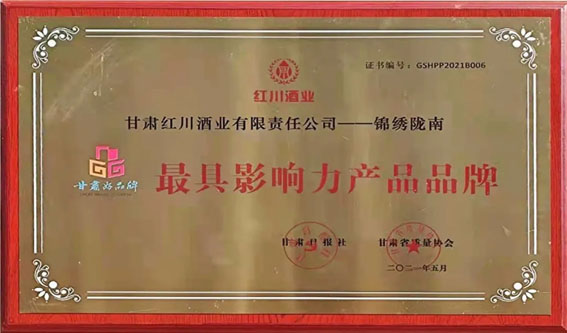 证书编号：GSHPP2021B006
红川酒业
甘肃红川酒业有限责任公司——锦绣陇南
甘肃好品牌
最具影响力产品品牌
甘肃日报社
甘肃省质量协会
二〇二一年五月